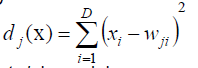 d_j(x) = \sum_{i=1}^{D} (x_i - w_{ji})^2